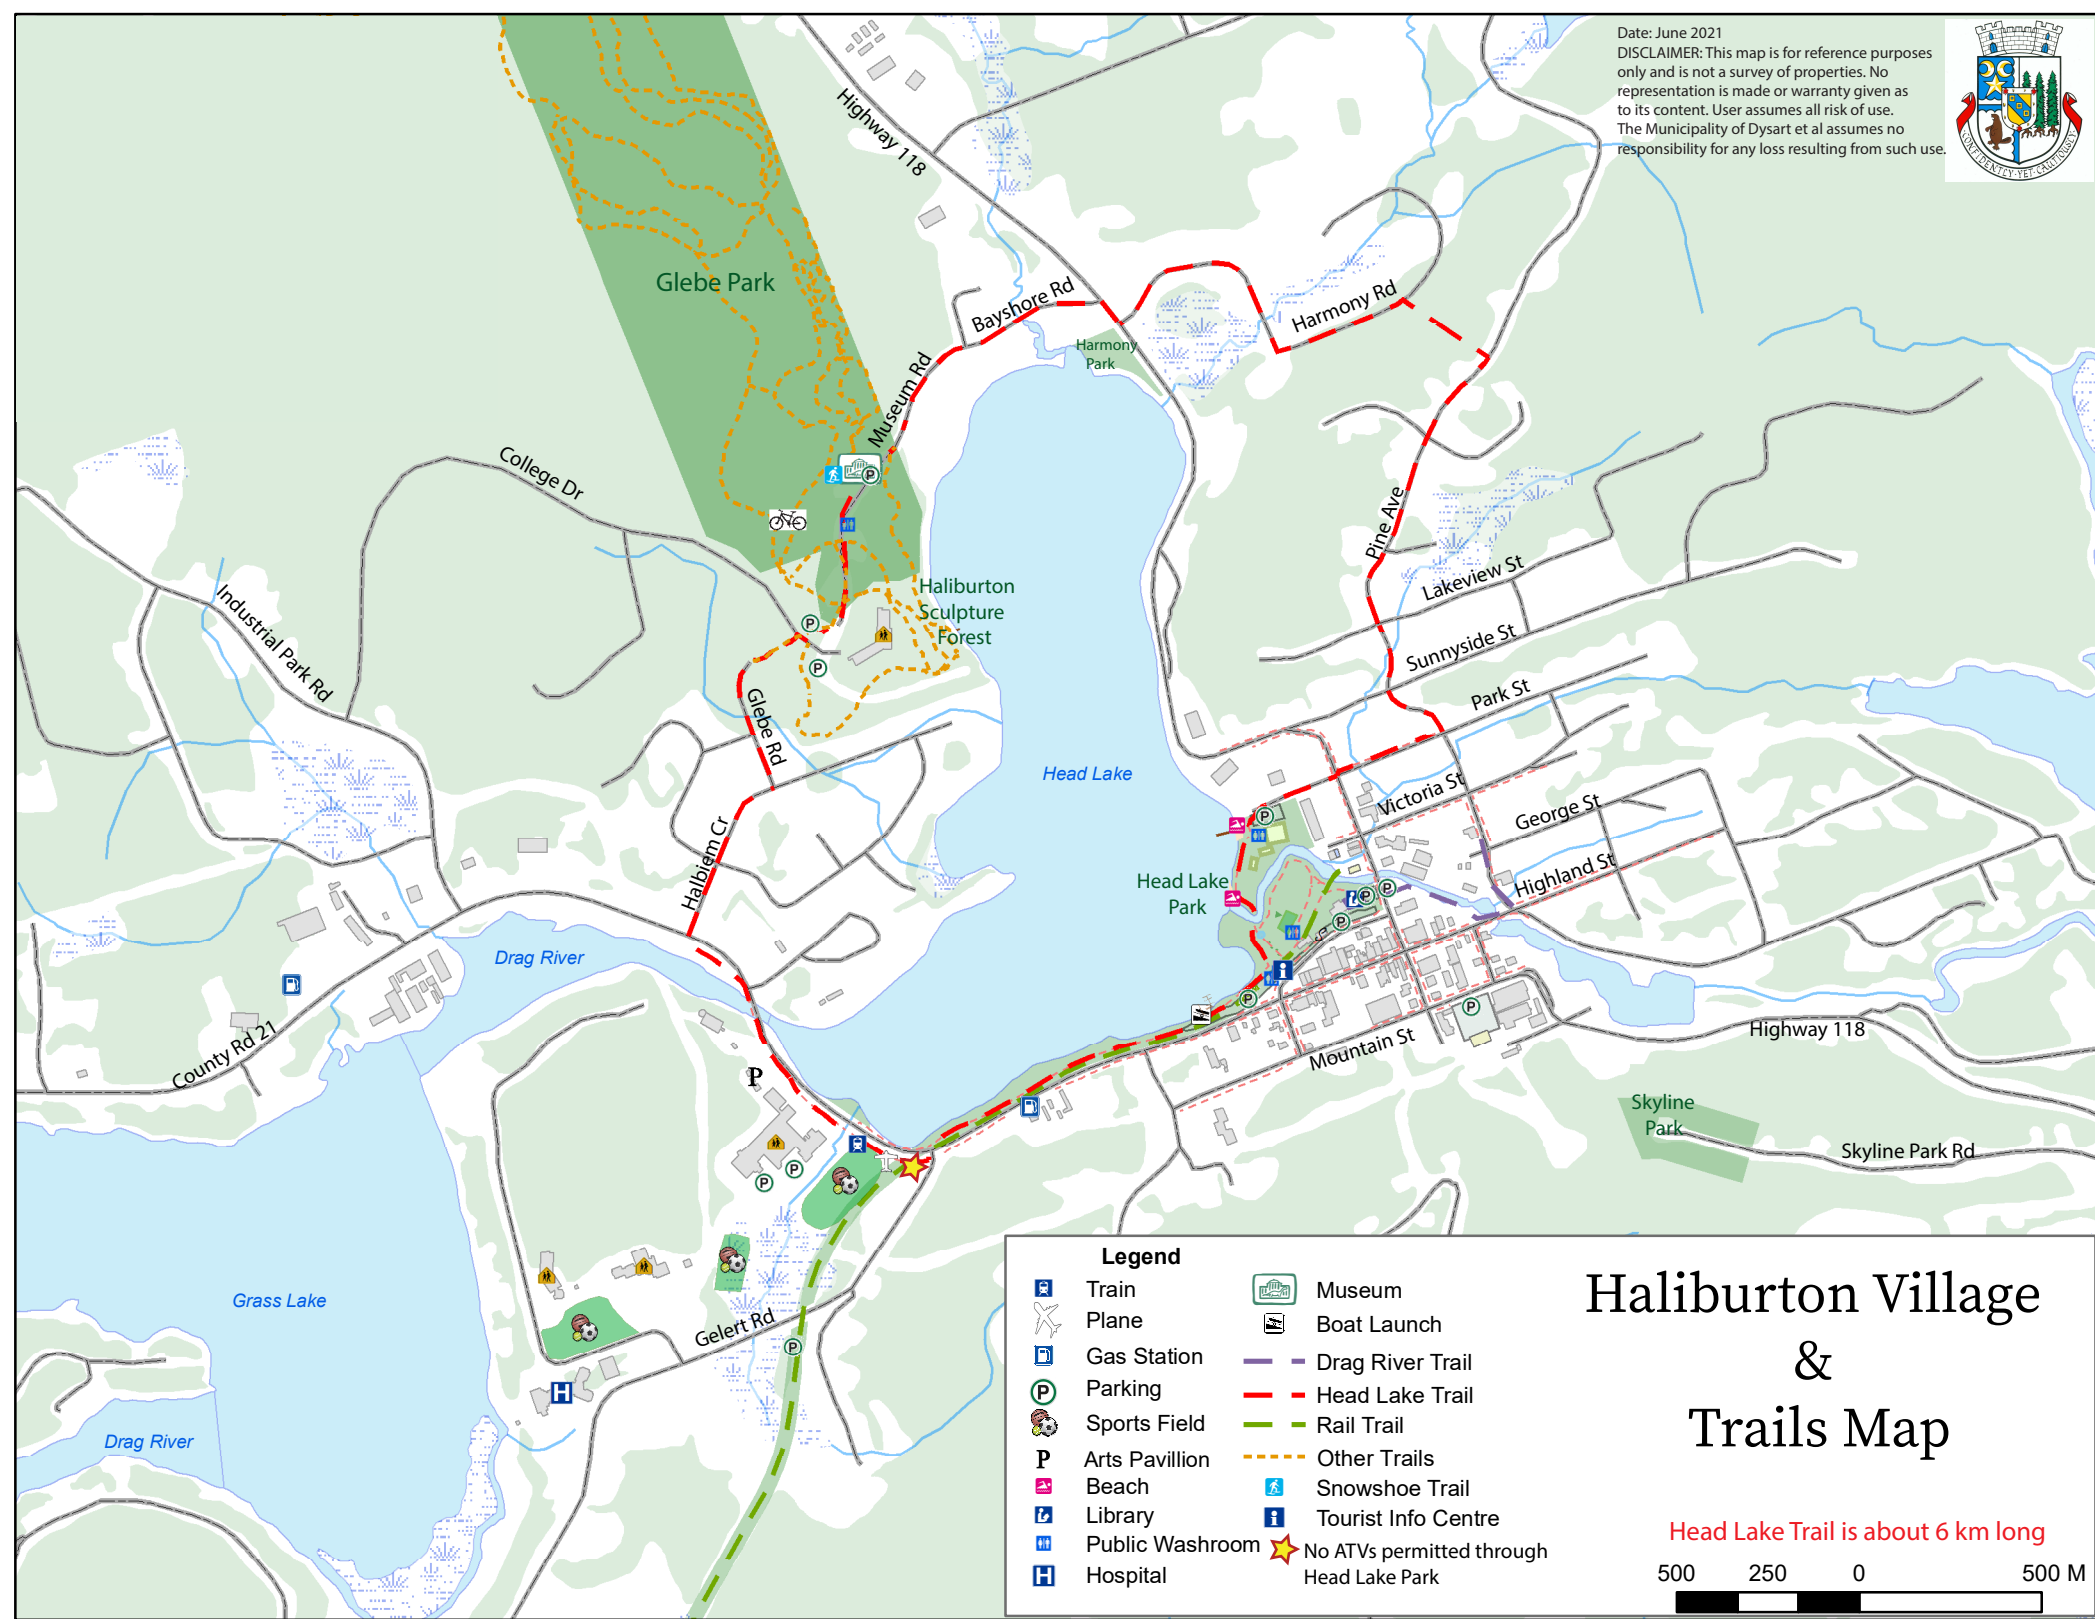 Date: June 2021
DISCLAIMER: This map is for reference purposes
only and is not a survey of properties. No
representation is made or warranty given as
to its content. User assumes all risk of use.
The Municipality of Dysart et al assumes no
responsibility for any loss resulting from such use.
CONFIDENTLY·YET·CAUTIOUSLY
Highway 118
Glebe Park
Bayshore Rd
Harmony Rd
Harmony
Park
Museum Rd
College Dr
Pine Ave
Lakeview St
Haliburton
Sculpture
Forest
Industrial Park Rd
Sunnyside St
Park St
Glebe Rd
Head Lake
Victoria St
George St
Halbiem Cr
Highland St
Head Lake
Park
Drag River
County Rd 21
Mountain St
Highway 118
P
Skyline
Park
Skyline Park Rd
Grass Lake
Gelert Rd
H
Drag River
Legend
Train
Plane
Gas Station
Parking
Sports Field
P Arts Pavillion
Beach
Library
Public Washroom
H Hospital
Museum
Boat Launch
Drag River Trail
Head Lake Trail
Rail Trail
Other Trails
Snowshoe Trail
i Tourist Info Centre
No ATVs permitted through
Head Lake Park
Haliburton Village
&
Trails Map
Head Lake Trail is about 6 km long
500 250 0 500 M